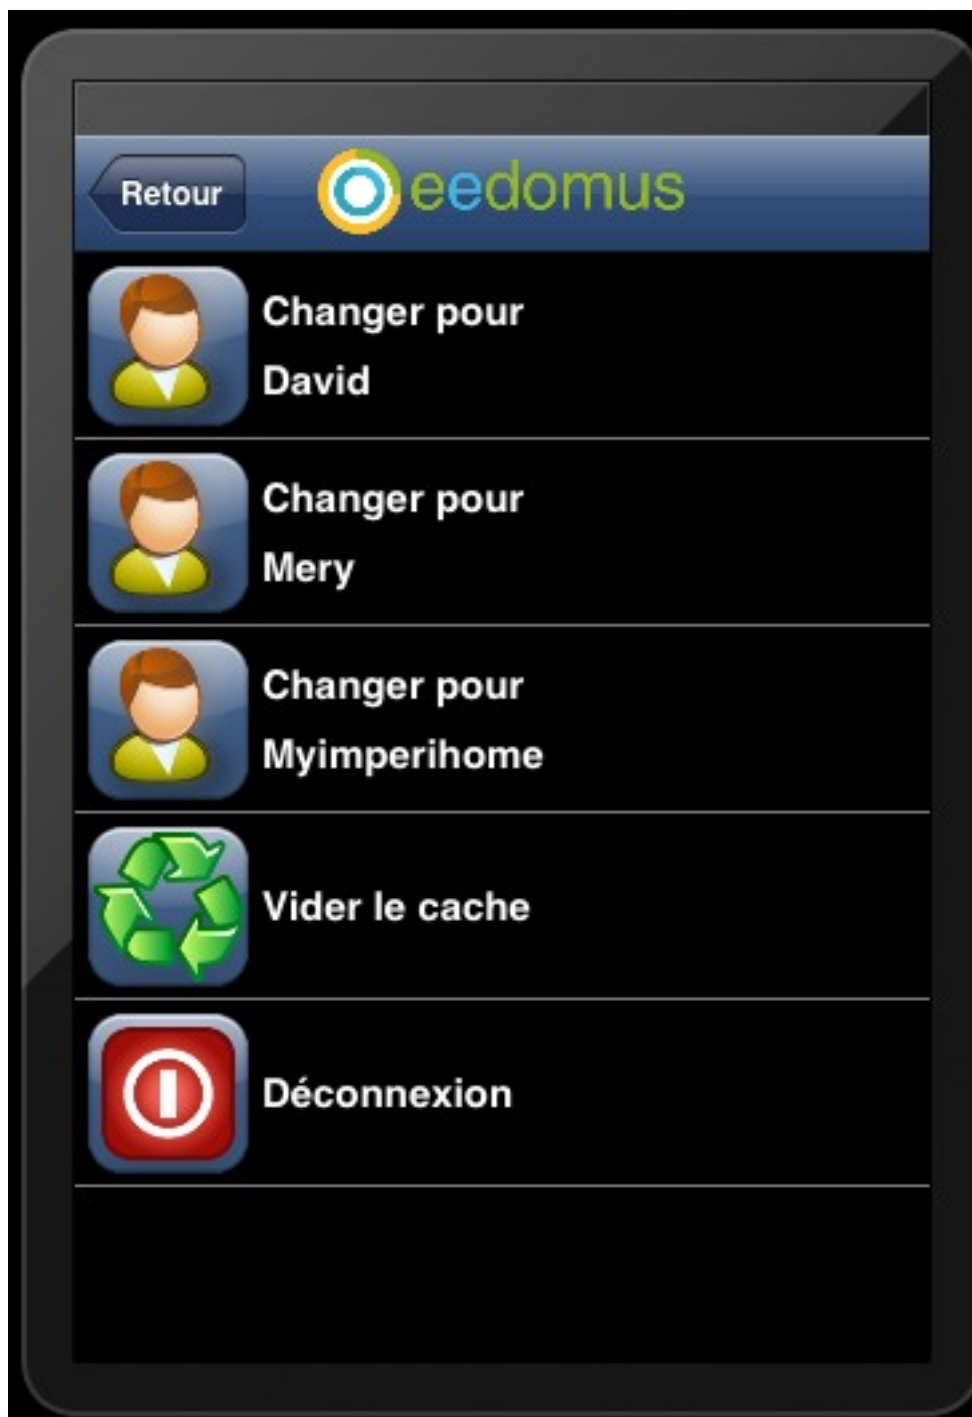 Retour
eedomus
Changer pour
David
Changer pour
Mery
Changer pour
Myimperihome
Vider le cache
Déconnexion